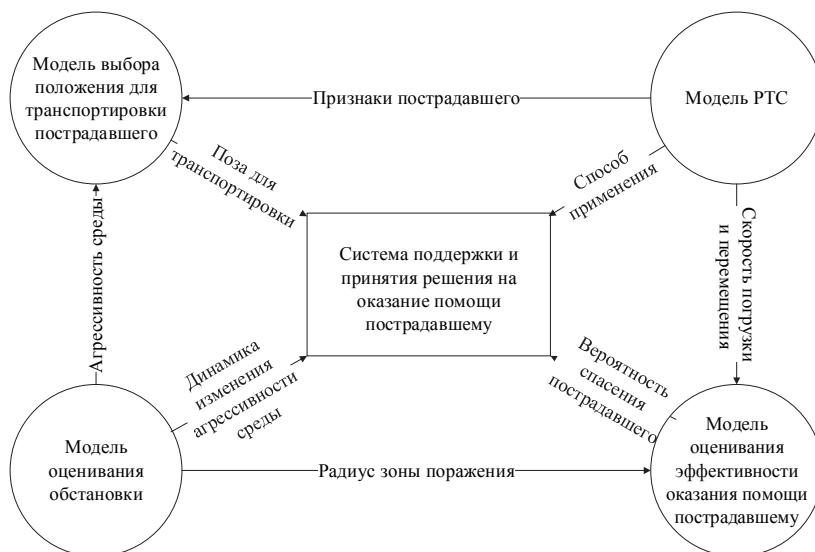 Модель выбора
положения для
транспортировки
пострадавшего
Признаки пострадавшего
Модель РТС
Поза для
транспортировки
Способ
применения
Агрессивность среды
Система поддержки и
принятия решения на
оказание помощи
пострадавшему
Скорость погрузки
и перемещения
Динамика
изменения
агрессивности
среды
Вероятность
спасения
пострадавшего
Модель
оценивания
обстановки
Радиус зоны поражения
Модель
оценивания
эффективности
оказания помощи
пострадавшему